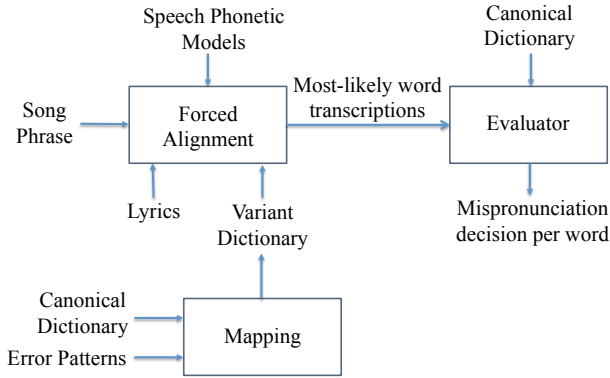 Speech Phonetic
Models
Canonical
Dictionary
Song
Phrase
Forced
Alignment
Most-likely word
transcriptions
Evaluator
Lyrics
Variant
Dictionary
Mispronunciation
decision per word
Canonical
Dictionary
Error Patterns
Mapping